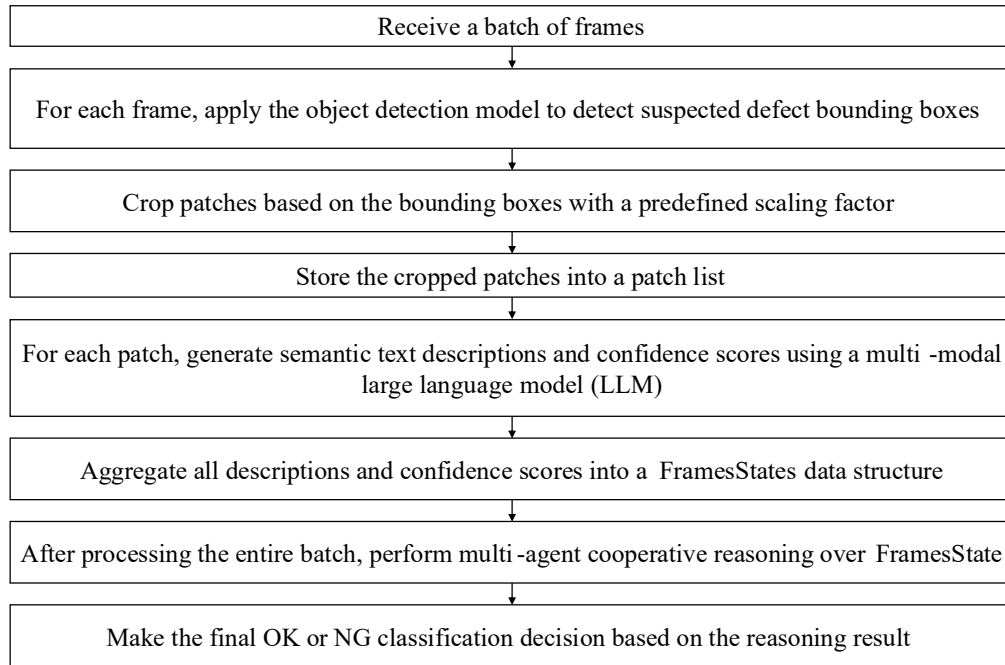 Receive a batch of frames
For each frame, apply the object detection model to detect suspected defect bounding boxes
Crop patches based on the bounding boxes with a predefined scaling factor
Store the cropped patches into a patch list
For each patch, generate semantic text descriptions and confidence scores using a multi-modal
large language model (LLM)
Aggregate all descriptions and confidence scores into a FramesStates data structure
After processing the entire batch, perform multi-agent cooperative reasoning over FramesState
Make the final OK or NG classification decision based on the reasoning result